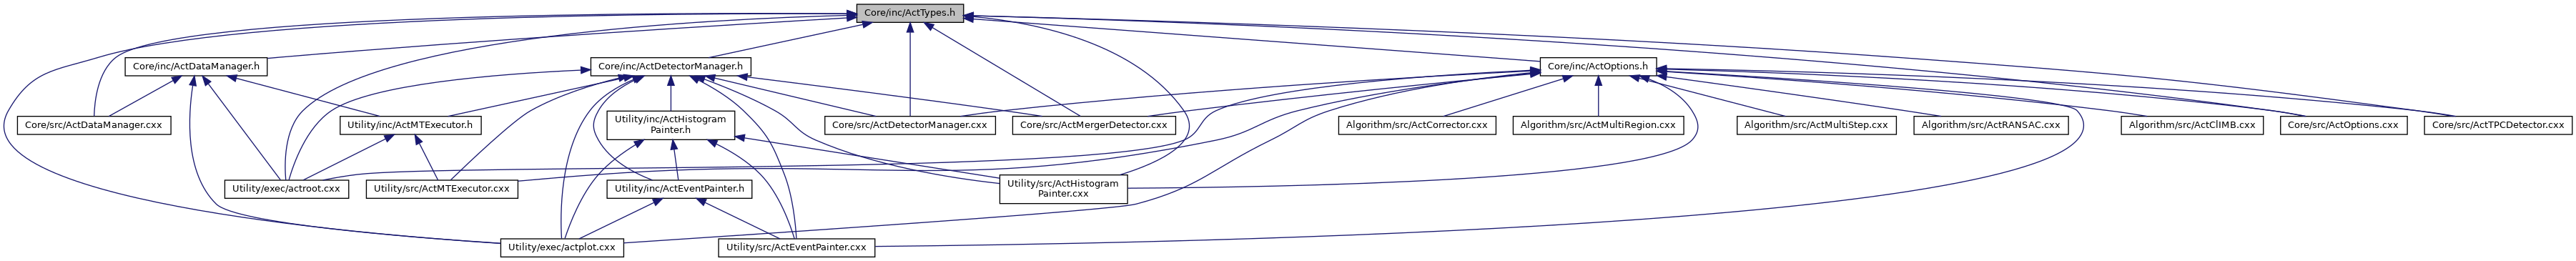 Core/inc/ActTypes.h
Core/inc/ActDataManager.h
Core/inc/ActDetectorManager.h
Core/inc/ActOptions.h
Core/src/ActDataManager.cxx
Utility/inc/ActMTExecutor.h
Utility/inc/ActHistogram
Painter.h
Core/src/ActDetectorManager.cxx
Core/src/ActMergerDetector.cxx
Algorithm/src/ActCorrector.cxx
Algorithm/src/ActMultiRegion.cxx
Algorithm/src/ActMultiStep.cxx
Algorithm/src/ActRANSAC.cxx
Algorithm/src/ActClIMB.cxx
Core/src/ActOptions.cxx
Core/src/ActTPCDetector.cxx
Utility/exec/actroot.cxx
Utility/src/ActMTExecutor.cxx
Utility/inc/ActEventPainter.h
Utility/src/ActHistogram
Painter.cxx
Utility/exec/actplot.cxx
Utility/src/ActEventPainter.cxx